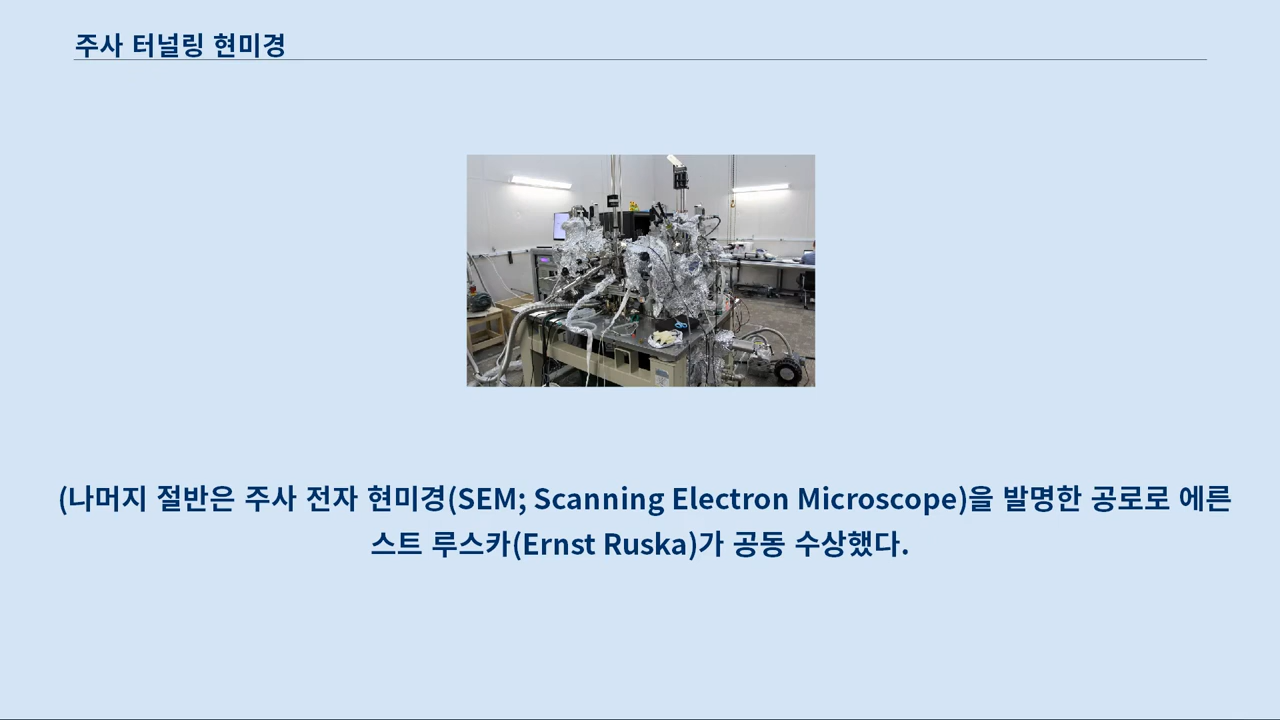 주사 터널링 현미경
(나머지 절반은 주사 전자 현미경(SEM; Scanning Electron Microscope)을 발명한 공로로 에른
스트 루스카(Ernst Ruska)가 공동 수상했다.